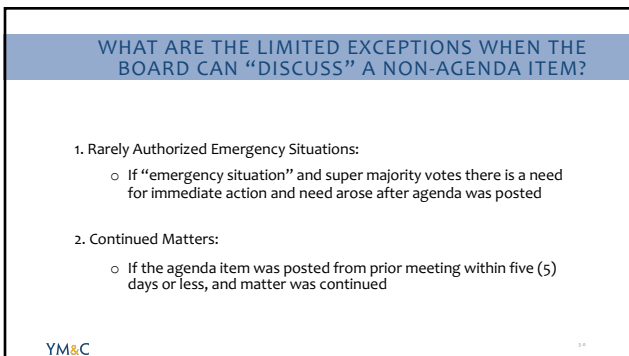 WHAT ARE THE LIMITED EXCEPTIONS WHEN THE
BOARD CAN “DISCUSS” A NON-AGENDA ITEM?
1. Rarely Authorized Emergency Situations:
o If “emergency situation” and super majority votes there is a need
for immediate action and need arose after agenda was posted
2. Continued Matters:
o If the agenda item was posted from prior meeting within five (5)
days or less, and matter was continued
YM&C